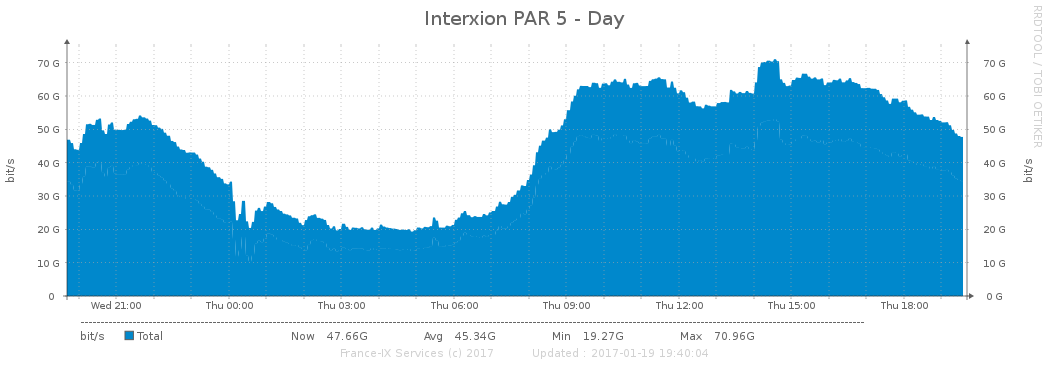 Interxion PAR 5 - Day
RRDTOOL / TOBI OETIKER
70 G 70 G
60 G 60 G
50 G 50 G
40 G 40 G
30 G 30 G
20 G 20 G
10 G 10 G
0 0 G
bit/s
bit/s
Wed 21:00 Thu 00:00 Thu 03:00 Thu 06:00 Thu 09:00 Thu 12:00 Thu 15:00 Thu 18:00
bit/s Total Now 47.66G Avg 45.34G Min 19.27G Max 70.96G
France-IX Services (c) 2017 Updated : 2017-01-19 19:40:04